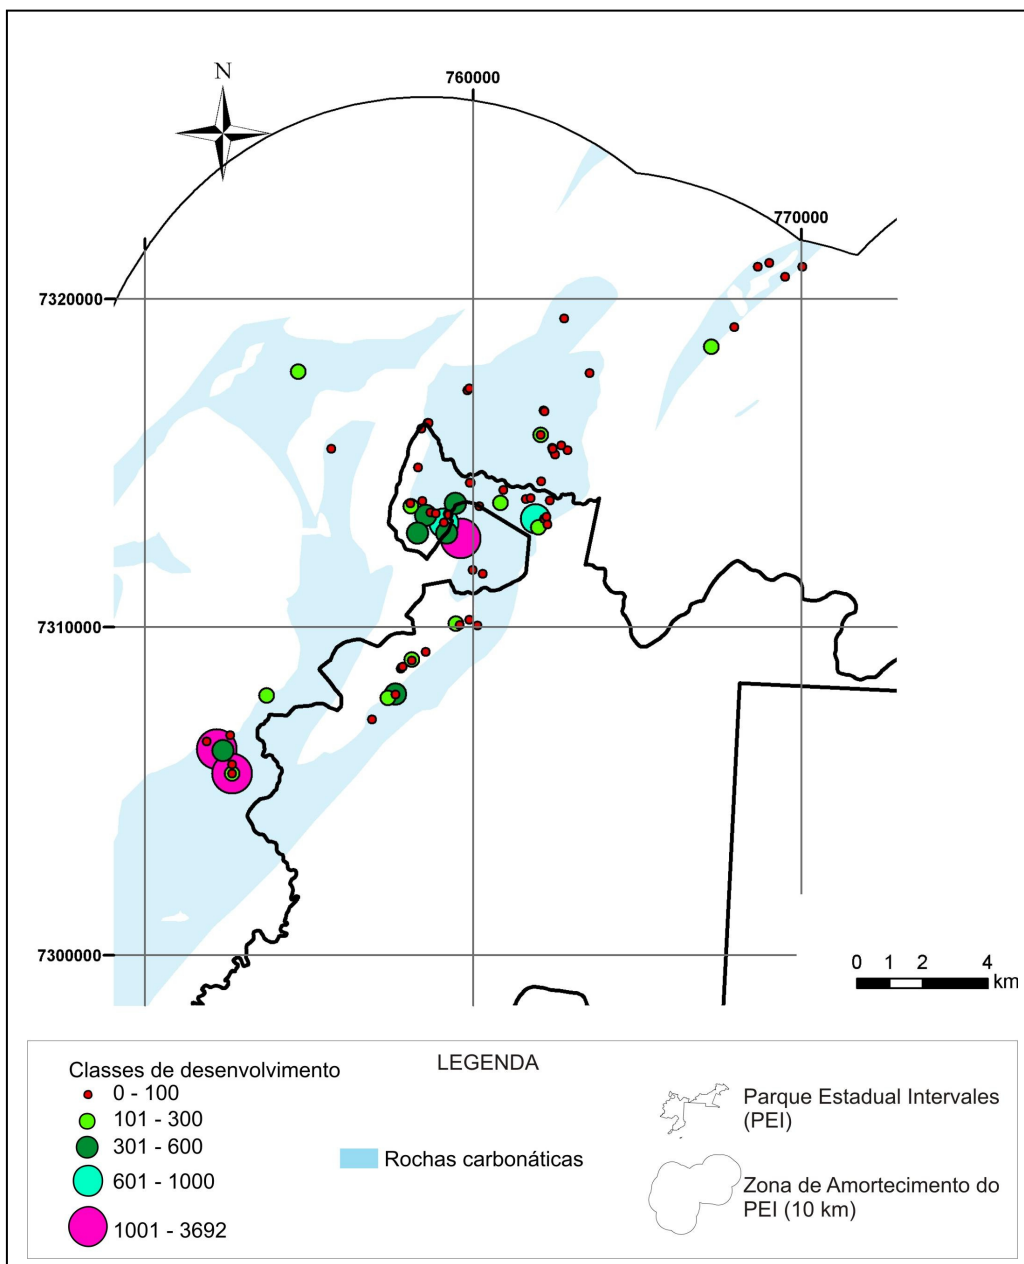 N
760000
770000
7320000
7310000
7300000
0 1 2 4
km
LEGENDA
Classes de desenvolvimento
0 - 100
101 - 300
301 - 600
601 - 1000
1001 - 3692
Rochas carbonáticas
Parque Estadual Intervales
(PEI)
Zona de Amortecimento do
PEI (10 km)